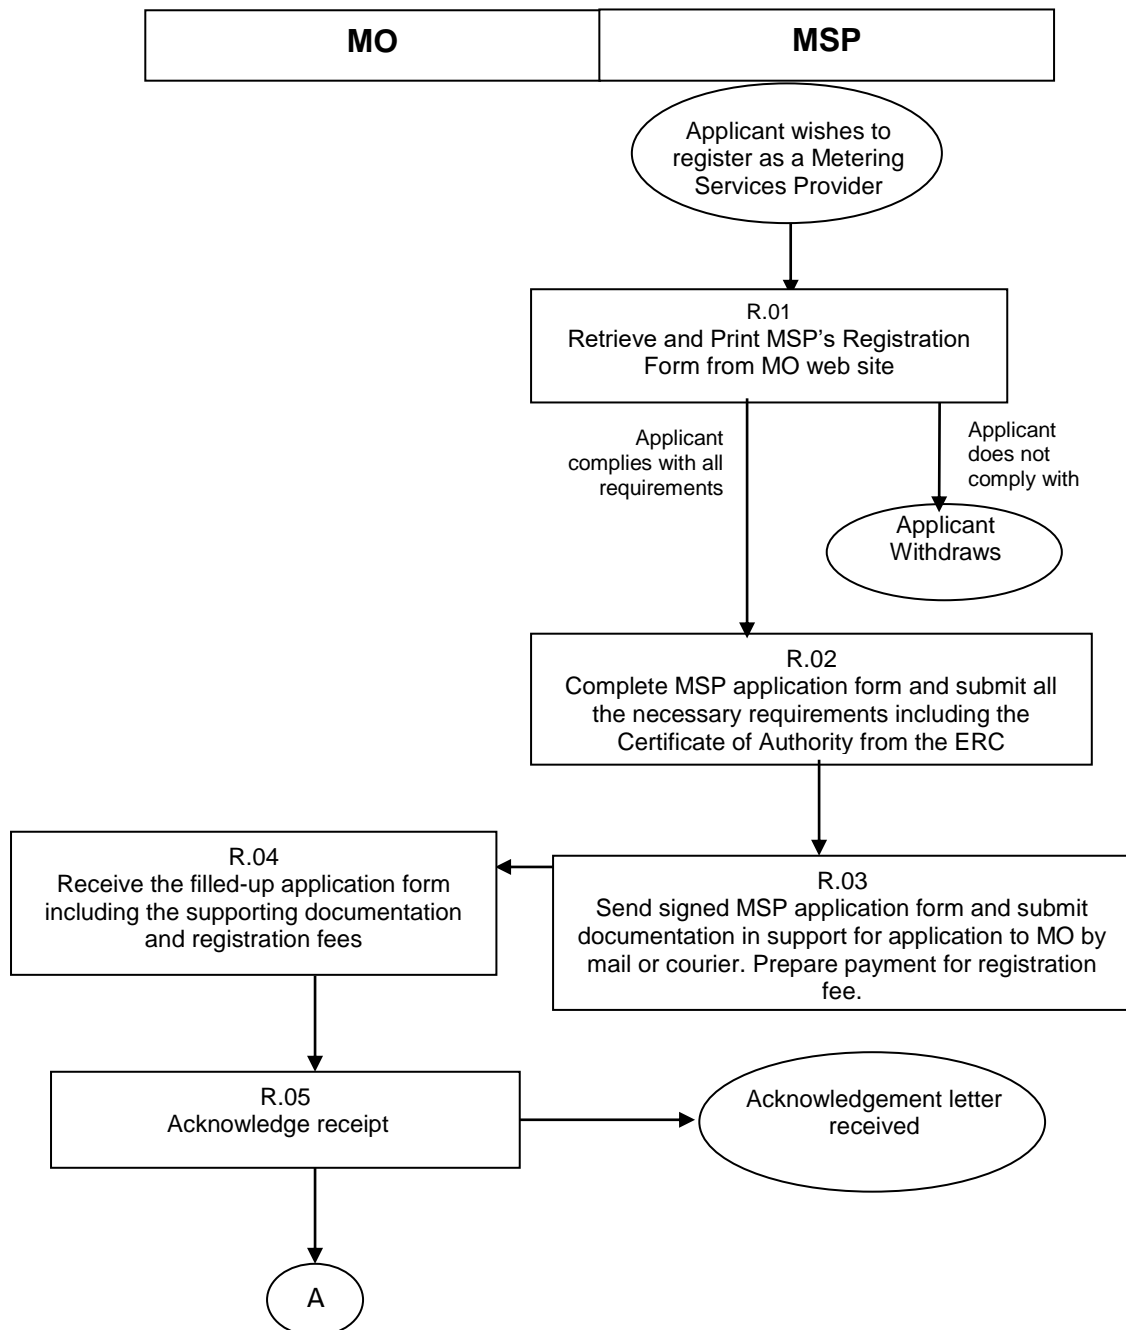 MO
MSP
Applicant wishes to
register as a Metering
Services Provider
R.01
Retrieve and Print MSP’s Registration
Form from MO web site
Applicant
complies with all
requirements
Applicant
does not
comply with
Applicant
Withdraws
R.02
Complete MSP application form and submit all
the necessary requirements including the
Certificate of Authority from the ERC
R.04
Receive the filled-up application form
including the supporting documentation
and registration fees
R.03
Send signed MSP application form and submit
documentation in support for application to MO by
mail or courier. Prepare payment for registration
fee.
R.05
Acknowledge receipt
Acknowledgement letter
received
A